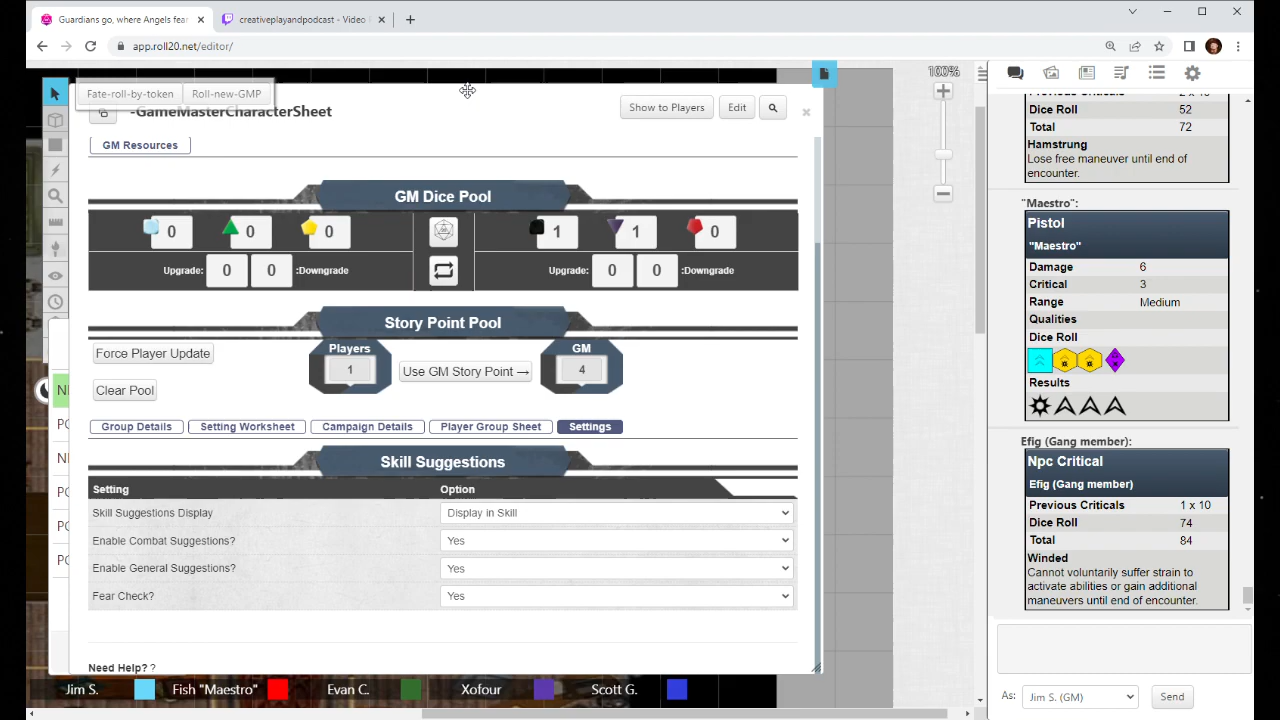 Guardians go, where Angels fear
creativeplayandpodcast - Video
app.roll20.net/editor/
Fate-roll-by-token
Roll-new-GMP
-GameMasterCharacterSheet
Show to Players
Edit
GM Resources
GM Dice Pool
0 0 0 1 1 0
Upgrade: 0 0 :Downgrade
Upgrade: 0 0 :Downgrade
Story Point Pool
Force Player Update
Clear Pool
Players
1
Use GM Story Point →
GM
4
Group Details
Setting Worksheet
Campaign Details
Player Group Sheet
Settings
Skill Suggestions
Setting Option
Skill Suggestions Display Display in Skill
Enable Combat Suggestions? Yes
Enable General Suggestions? Yes
Fear Check? Yes
Need Help? ?
Jim S.
Fish "Maestro"
Evan C.
Xofour
Scott G.
100%
Previous Criticals 2 x 10
Dice Roll 52
Total 72
Hamstrung
Lose free maneuver until end of
encounter.
"Maestro":
Pistol
"Maestro"
Damage 6
Critical 3
Range Medium
Qualities
Dice Roll
Results
Efig (Gang member):
Npc Critical
Efig (Gang member)
Previous Criticals 1 x 10
Dice Roll 74
Total 84
Winded
Cannot voluntarily suffer strain to
activate abilities or gain additional
maneuvers until end of encounter.
As:
Jim S. (GM)
Send